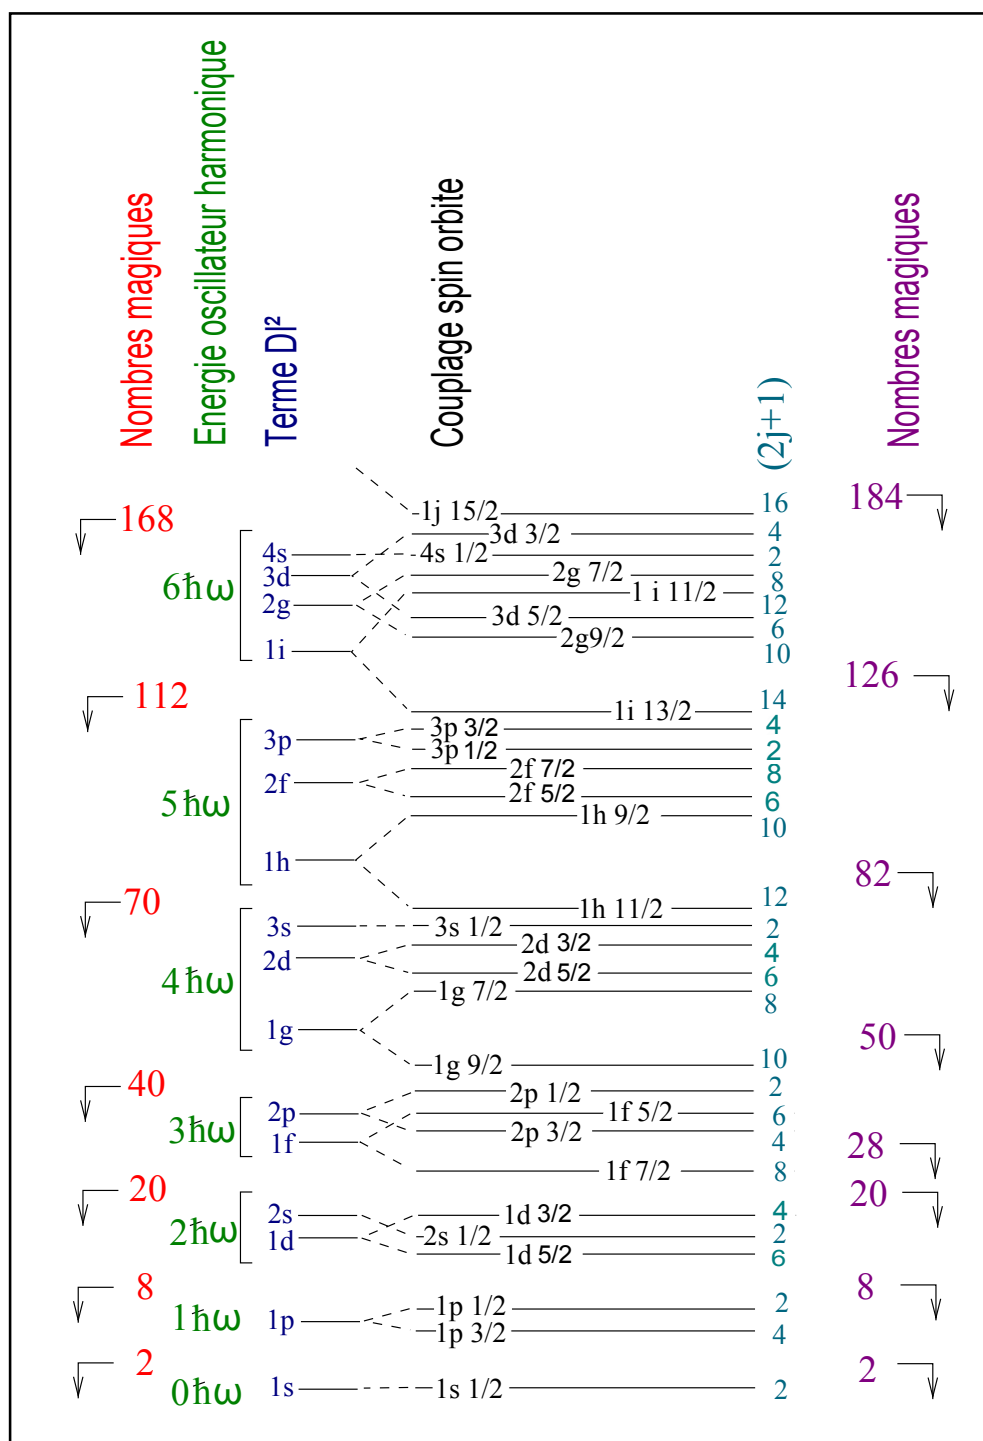 Nombres magiques
Energie oscillateur harmonique
Terme Dl²
Couplage spin orbite
(2j+1)
Nombres magiques
1j 15/2 16 184
168 3d 3/2 4
4s 4s 1/2 2
3d 2g 7/2 8
6ħω 2g 1 i 11/2 12
3d 5/2 6
1i 2g9/2 10
126
112 1i 13/2 14
3p 3p 3/2 4
3p 1/2 2
2f 2f 7/2 8
5ħω 2f 5/2 6
1h 9/2 10
1h
82
70 1h 11/2 12
3s 3s 1/2 2
2d 2d 3/2 4
4ħω 2d 5/2 6
1g 7/2 8
1g 50
1g 9/2 10
40 2p 1/2 2
2p 1f 5/2 6
3ħω 1f 2p 3/2 4
28
1f 7/2 8
20 20
2s 1d 3/2 4
2ħω 1d 2s 1/2 2
1d 5/2 6
8 8
1p 1/2 2
1ħω 1p 1p 3/2 4
2 2
0ħω 1s 1s 1/2 2